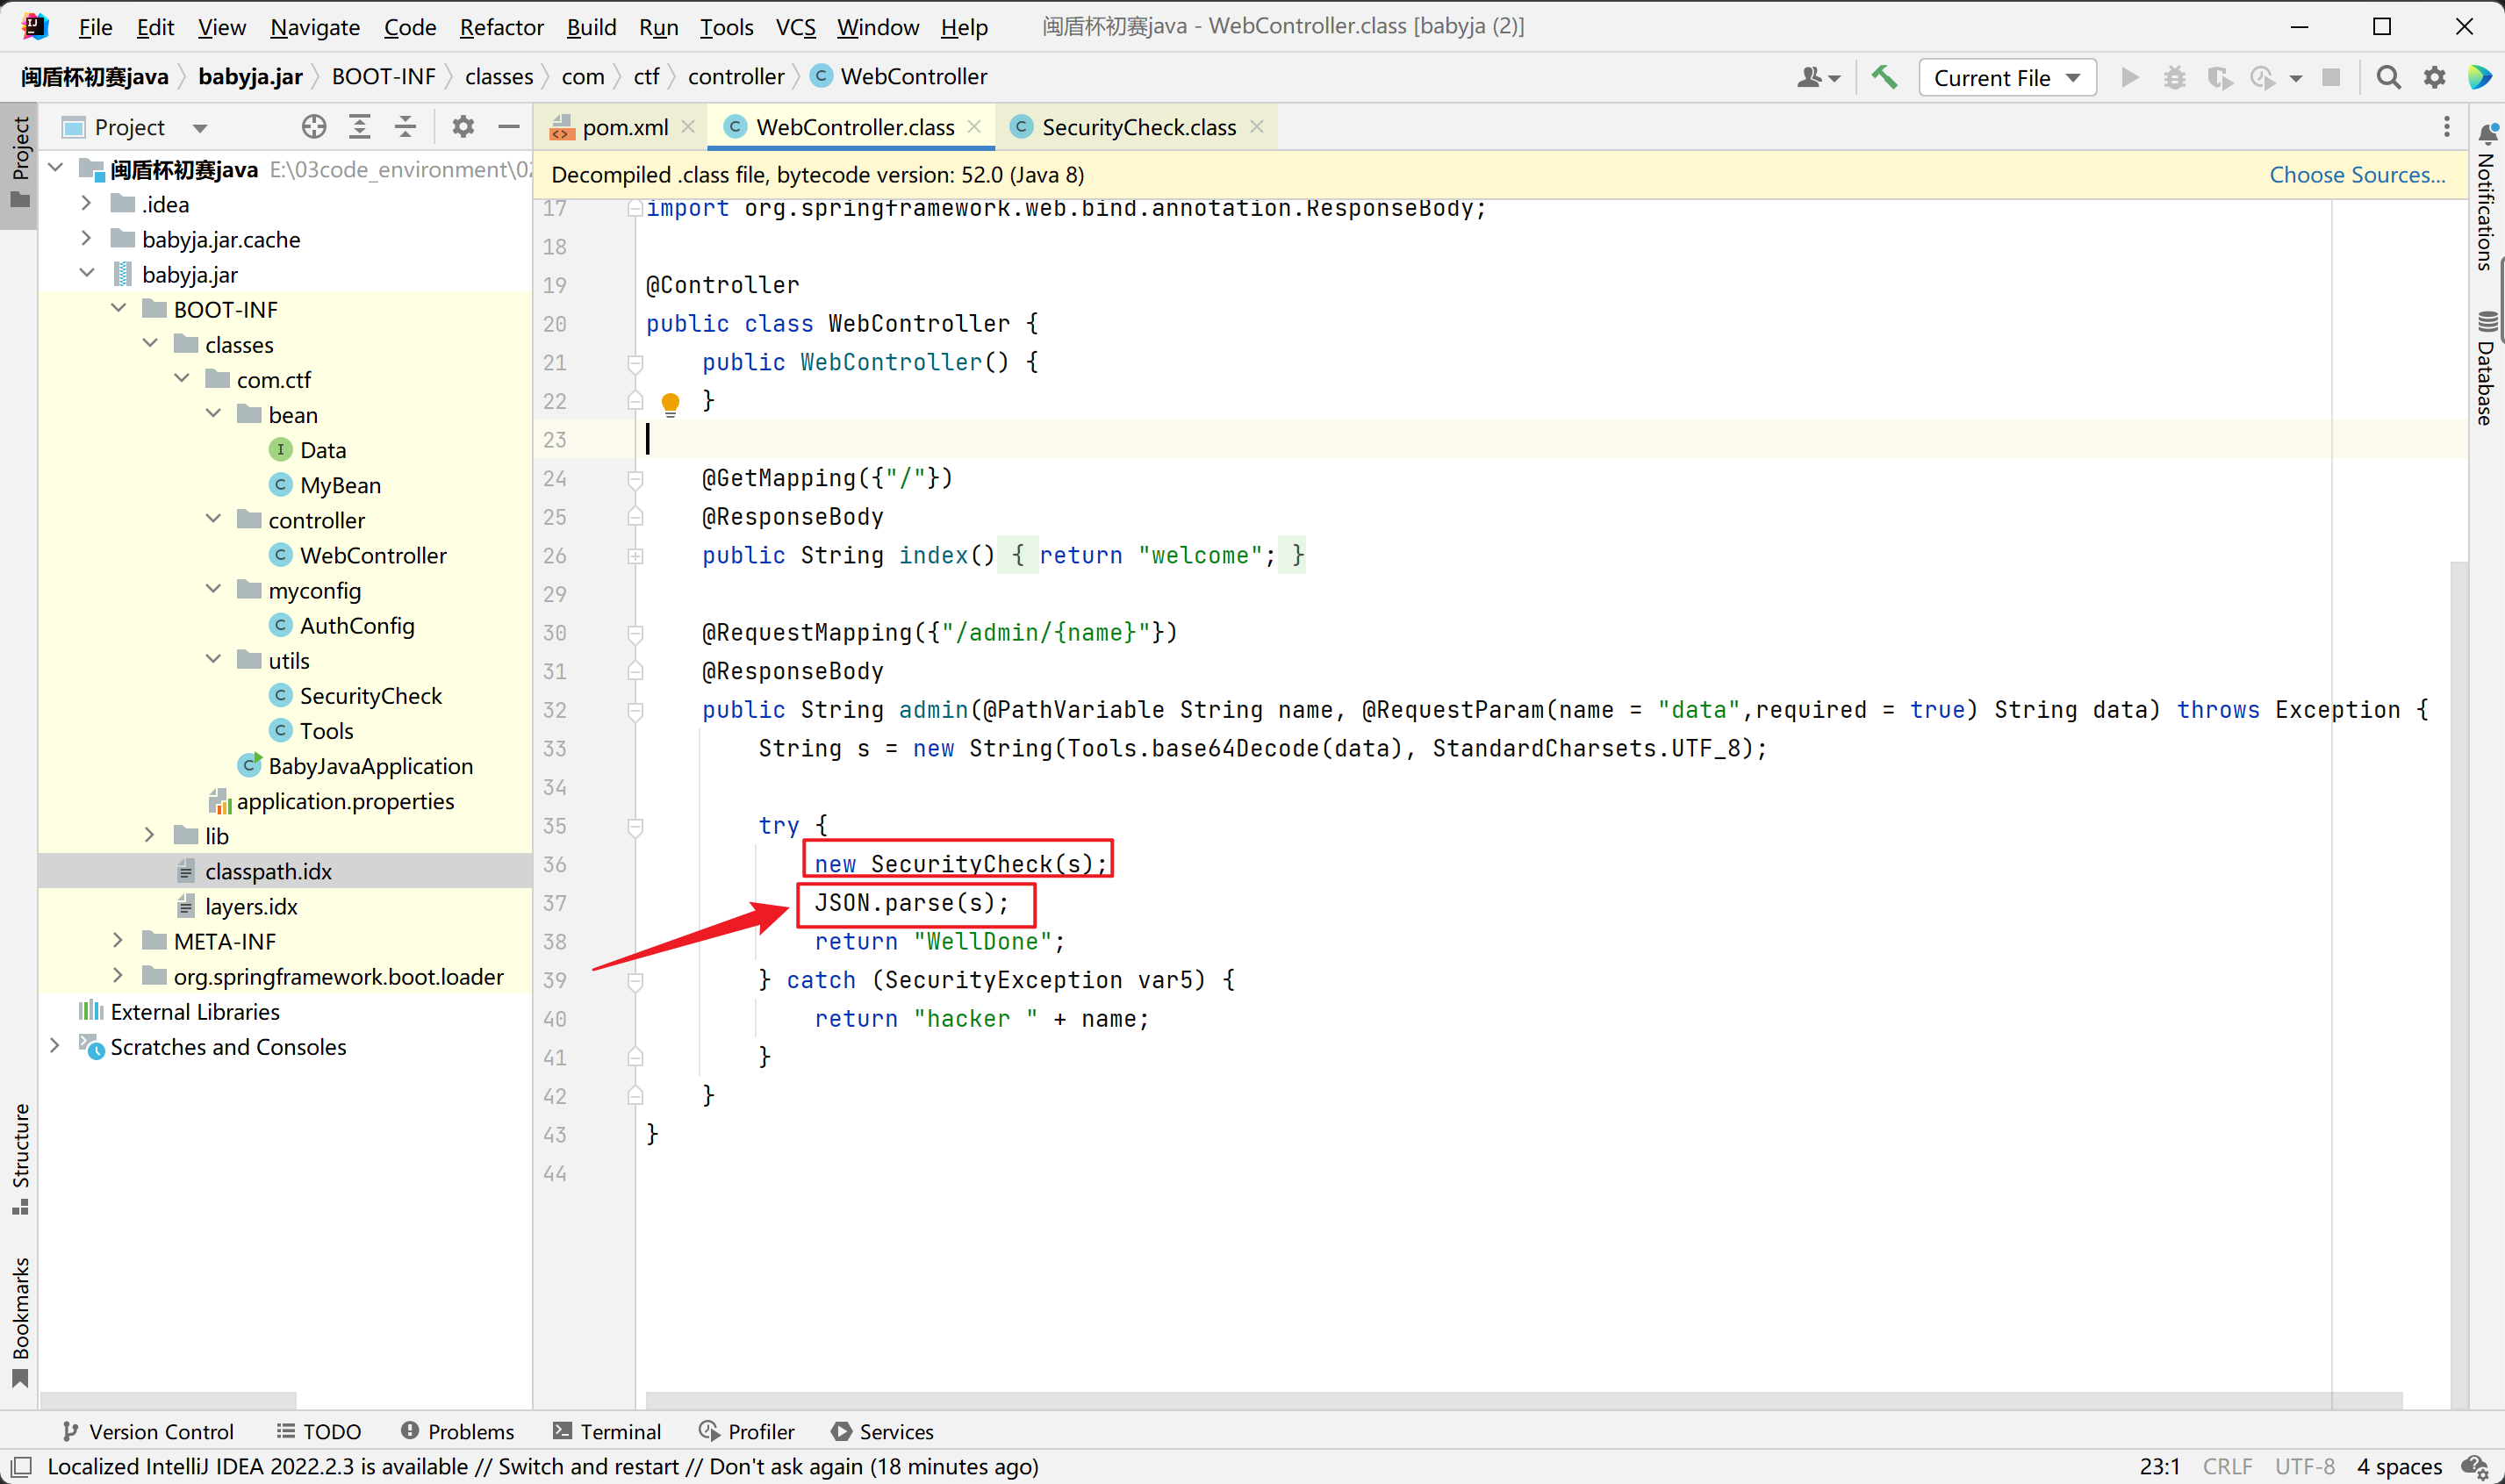 File Edit View Navigate Code Refactor Build Run Tools VCS Window Help 闽盾杯初赛java - WebController.class [babyja (2)]
闽盾杯初赛java babyja.jar BOOT-INF classes com ctf controller WebController Current File
Project
pom.xml WebController.class SecurityCheck.class
Decompiled .class file, bytecode version: 52.0 (Java 8) Choose Sources...
Project
Structure
Bookmarks
Notifications
Database
闽盾杯初赛java E:\03code_environment\02
.idea
babyja.jar.cache
babyja.jar
BOOT-INF
classes
com.ctf
bean
Data
MyBean
controller
WebController
myconfig
AuthConfig
utils
SecurityCheck
Tools
BabyJavaApplication
application.properties
lib
classpath.idx
layers.idx
META-INF
org.springframework.boot.loader
External Libraries
Scratches and Consoles
17 import org.springframework.web.bind.annotation.ResponseBody;
18
19 @Controller
20 public class WebController {
21 public WebController() {
22 }
23
24 @GetMapping({"/"})
25 @ResponseBody
26 public String index() { return "welcome"; }
29
30 @RequestMapping({"/admin/{name}"})
31 @ResponseBody
32 public String admin(@PathVariable String name, @RequestParam(name = "data",required = true) String data) throws Exception {
33 String s = new String(Tools.base64Decode(data), StandardCharsets.UTF_8);
34
35 try {
36 new SecurityCheck(s);
37 JSON.parse(s);
38 return "WellDone";
39 } catch (SecurityException var5) {
40 return "hacker " + name;
41 }
42 }
43 }
44
Version Control TODO Problems Terminal Profiler Services
Localized IntelliJ IDEA 2022.2.3 is available // Switch and restart // Don't ask again (18 minutes ago) 23:1 CRLF UTF-8 4 spaces